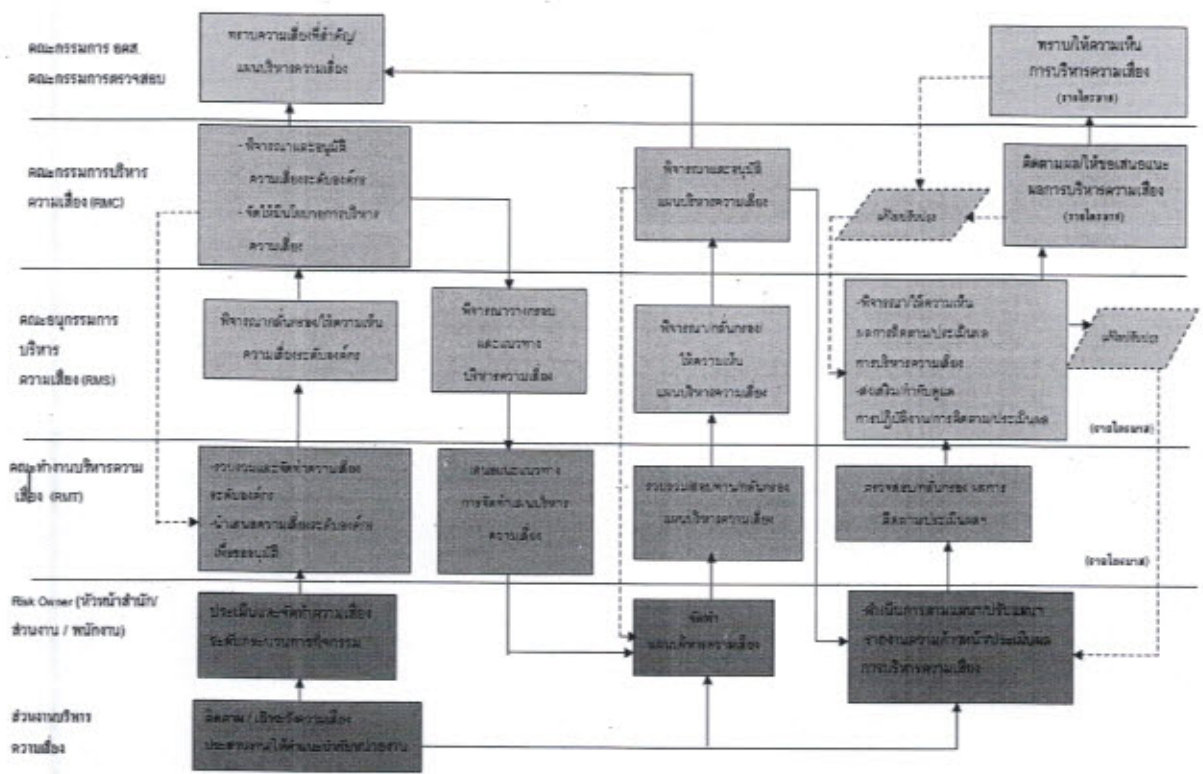 คณะกรรมการ อคส.
คณะกรรมการตรวจสอบ
ทราบความเสี่ยงที่สำคัญ/
แผนบริหารความเสี่ยง
ทราบ/ให้ความเห็น
การบริหารความเสี่ยง
(รายไตรมาส)
คณะกรรมการบริหาร
ความเสี่ยง (RMC)
- พิจารณาและอนุมัติ
ความเสี่ยงระดับองค์กร
- จัดให้มีนโยบายการบริหาร
ความเสี่ยง
พิจารณาและอนุมัติ
แผนบริหารความเสี่ยง
แก้ไข/ปรับปรุง
ติดตามผล/ให้ข้อเสนอแนะ
ผลการบริหารความเสี่ยง
(รายไตรมาส)
คณะอนุกรรมการ
บริหาร
ความเสี่ยง (RMS)
พิจารณากลั่นกรอง/ให้ความเห็น
ความเสี่ยงระดับองค์กร
พิจารณาวางกรอบ
และแนวทาง
บริหารความเสี่ยง
พิจารณา/กลั่นกรอง/
ให้ความเห็น
แผนบริหารความเสี่ยง
-พิจารณา/ให้ความเห็น
ผลการติดตาม/ประเมินผล
การบริหารความเสี่ยง
-ส่งเสริม/กำกับดูแล
การปฏิบัติงาน/การติดตาม/ประเมินผล
แก้ไข/ปรับปรุง
(รายไตรมาส)
คณะทำงานบริหารความ
เสี่ยง (RMT)
-รวบรวมและจัดทำความเสี่ยง
ระดับองค์กร
-นำเสนอความเสี่ยงระดับองค์กร
เพื่อขออนุมัติ
เสนอแนะแนวทาง
การจัดทำแผนบริหาร
ความเสี่ยง
รวบรวม/สอบทาน/กลั่นกรอง
แผนบริหารความเสี่ยง
ตรวจสอบ/กลั่นกรอง ผลการ
ติดตามประเมินผลฯ
(รายไตรมาส)
Risk Owner (หัวหน้าสำนัก/
ส่วนงาน / พนักงาน)
ประเมินและจัดทำความเสี่ยง
ระดับกระบวนการ/กิจกรรม
จัดทำ
แผนบริหารความเสี่ยง
-ดำเนินการตามแผนฯ/ปรับแผนฯ
-รายงานความก้าวหน้า/ประเมินผล
การบริหารความเสี่ยง
ส่วนงานบริหาร
ความเสี่ยง
ติดตาม / เฝ้าระวังความเสี่ยง
ประสานงาน/ให้คำแนะนำกับหน่วยงาน